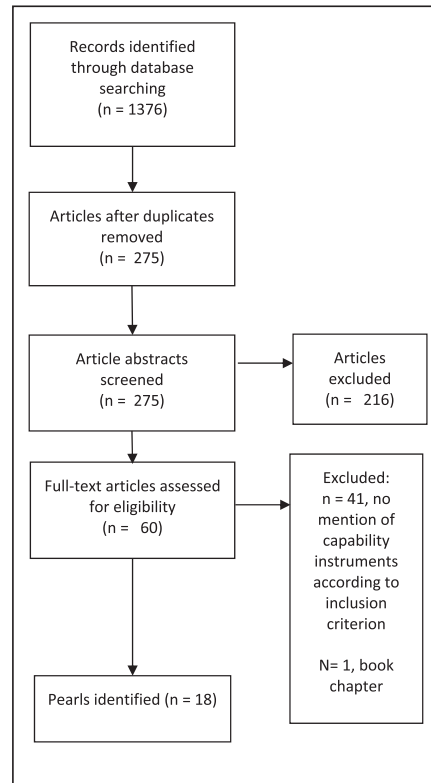 Records identified
through database
searching
(n = 1376)
Articles after duplicates
removed
(n = 275)
Article abstracts
screened
(n = 275)
Articles
excluded
(n = 216)
Full-text articles assessed
for eligibility
(n = 60)
Excluded:
n = 41, no
mention of
capability
instruments
according to
inclusion
criterion
N= 1, book
chapter
Pearls identified (n = 18)